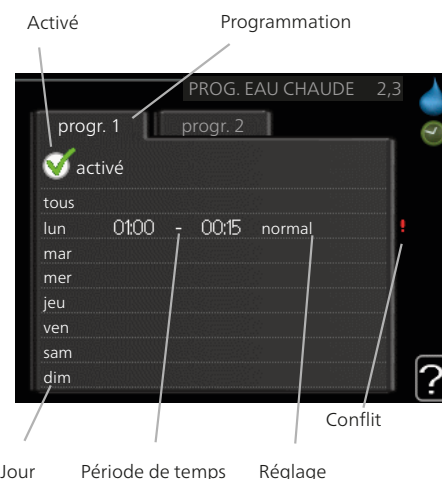 Activé Programmation
PROG. EAU CHAUDE 2,3
progr. 1 progr. 2
activé
tous
lun 01:00 - 00:15 normal !
mar
mer
jeu
ven
sam
dim
?
Conflit
Jour Période de temps Réglage